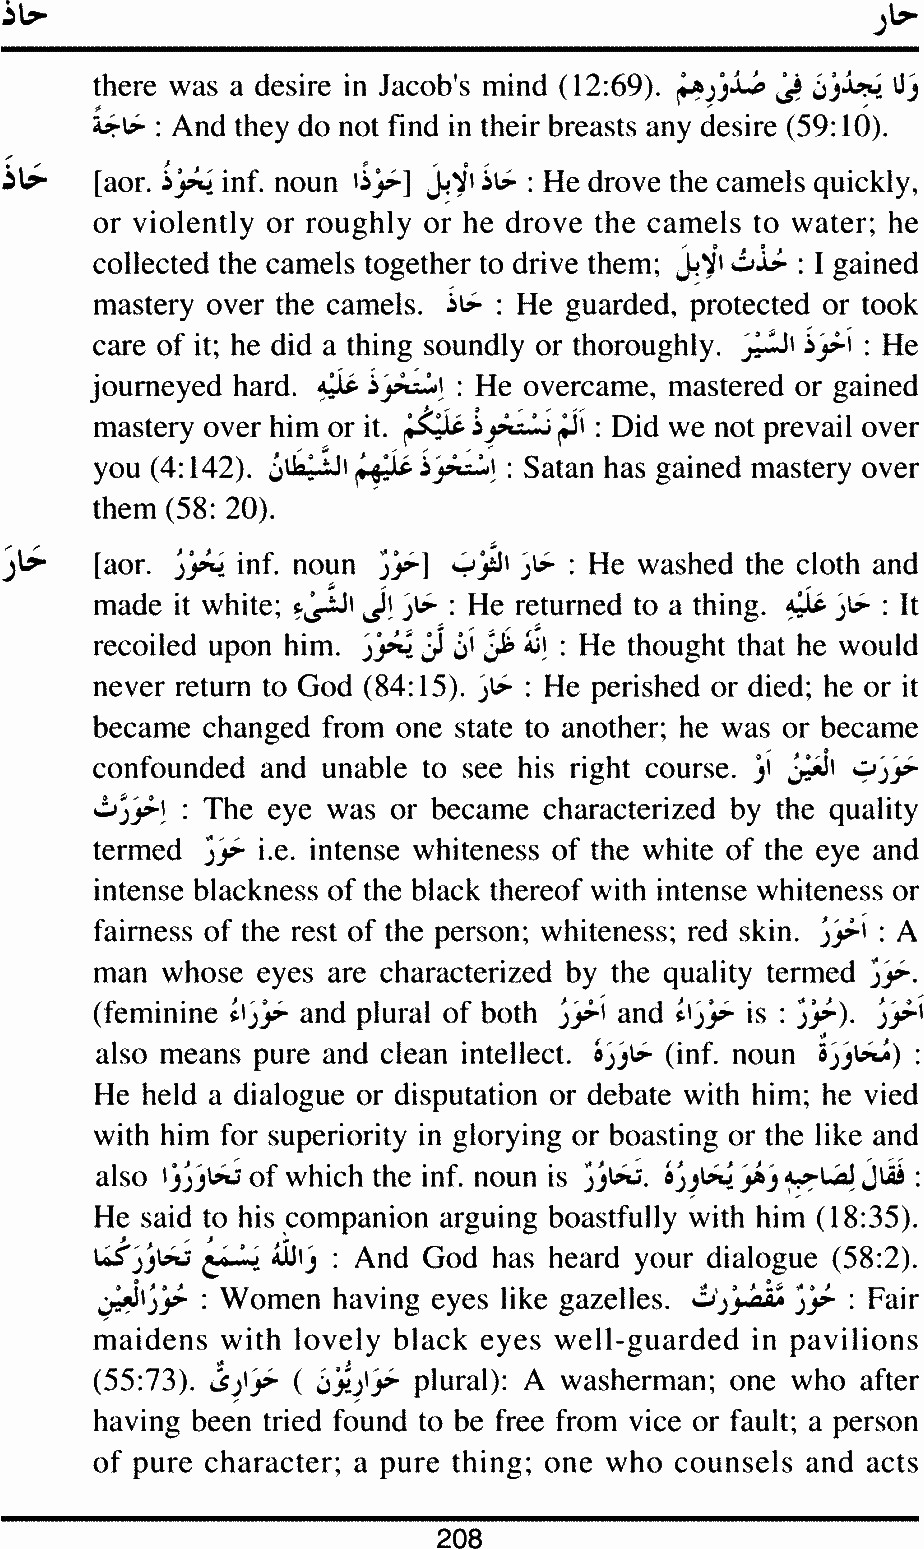 حاذ حار
there was a desire in Jacob's mind (12:69). وَلَا يَجِدُوْنَ فِىْ صُدُوْرِهِمْ
حَاجَةً : And they do not find in their breasts any desire (59:10).
حَاذَ [aor. يَحُوْذُ inf. noun حَوْذًا] حَاذَ الْاِبِلَ : He drove the camels quickly,
or violently or roughly or he drove the camels to water; he
collected the camels together to drive them; حُذْتُ الْاِبِلَ : I gained
mastery over the camels. حَاذَ : He guarded, protected or took
care of it; he did a thing soundly or thoroughly. اَحْوَذَ السَّيْرَ : He
journeyed hard. اِسْتَحْوَذَ عَلَيْهِ : He overcame, mastered or gained
mastery over him or it. اَلَمْ نَسْتَحْوِذْ عَلَيْكُمْ : Did we not prevail over
you (4:142). اِسْتَحْوَذَ عَلَيْهِمُ الشَّيْطَانُ : Satan has gained mastery over
them (58: 20).
حَارَ [aor. يَحُوْرُ inf. noun حَوْرٌ] حَارَ الثَّوْبَ : He washed the cloth and
made it white; حَارَ اِلَى الشَّىْءِ : He returned to a thing. حَارَ عَلَيْهِ : It
recoiled upon him. اِنَّهٗ ظَنَّ اَنْ لَّنْ يَّحُوْرَ : He thought that he would
never return to God (84:15). حَارَ : He perished or died; he or it
became changed from one state to another; he was or became
confounded and unable to see his right course. حَوِرَتِ الْعَيْنُ اَوْ
اِحْوَرَّتْ : The eye was or became characterized by the quality
termed حَوَرٌ i.e. intense whiteness of the white of the eye and
intense blackness of the black thereof with intense whiteness or
fairness of the rest of the person; whiteness; red skin. اَحْوَرُ : A
man whose eyes are characterized by the quality termed حَوَرٌ.
(feminine حَوْرَاءُ and plural of both اَحْوَرُ and حَوْرَاءُ is : حُوْرٌ). اَحْوَرُ
also means pure and clean intellect. حَاوَرَهٗ (inf. noun مُحَاوَرَةٌ) :
He held a dialogue or disputation or debate with him; he vied
with him for superiority in glorying or boasting or the like and
also تَحَاوَرُوْا of which the inf. noun is تَحَاوُرٌ. فَقَالَ لِصَاحِبِهٖ وَهُوَ يُحَاوِرُهٗ :
He said to his companion arguing boastfully with him (18:35).
وَاللّٰهُ يَسْمَعُ تَحَاوُرَكُمَا : And God has heard your dialogue (58:2).
حُوْرُالْعِيْنِ : Women having eyes like gazelles. حُوْرٌ مَّقْصُوْرٰتٌ : Fair
maidens with lovely black eyes well-guarded in pavilions
(55:73). حَوَارِىٌّ ( حَوَارِيُّوْنَ plural): A washerman; one who after
having been tried found to be free from vice or fault; a person
of pure character; a pure thing; one who counsels and acts
208